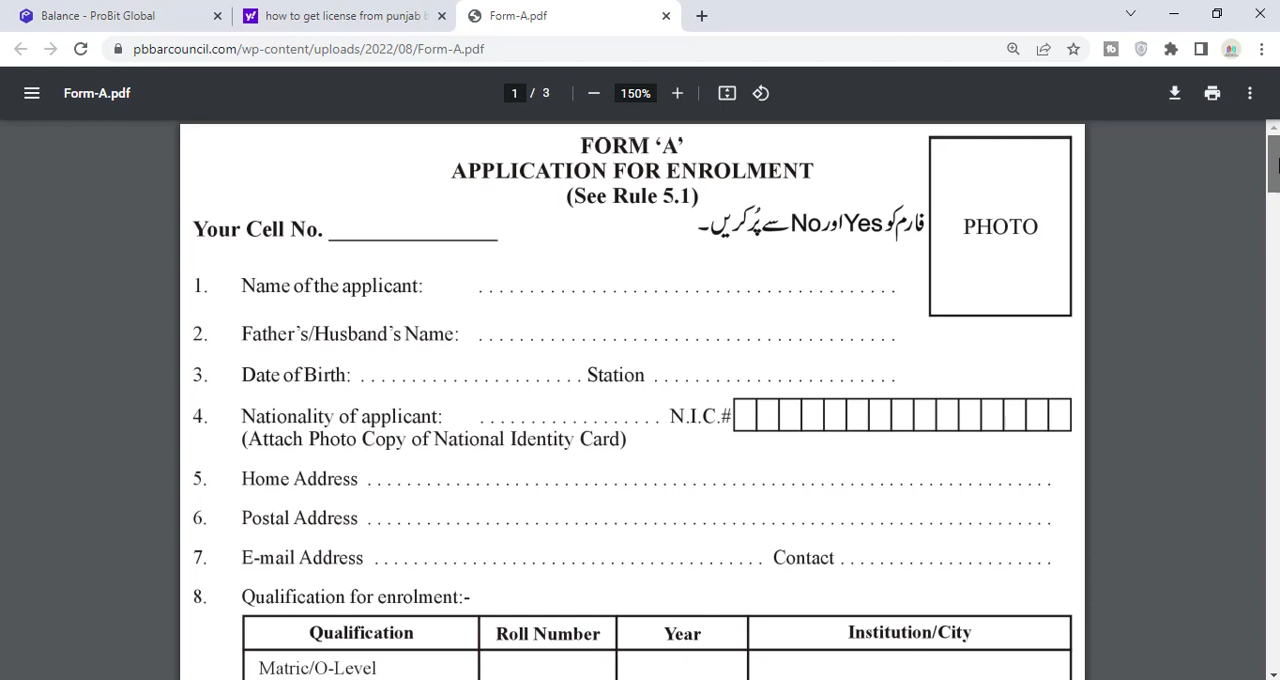 Balance - ProBit Global
how to get license from punjab b
Form-A.pdf
pbbarcouncil.com/wp-content/uploads/2022/08/Form-A.pdf
Form-A.pdf
1 / 3
150%
FORM ‘A’
APPLICATION FOR ENROLMENT
(See Rule 5.1)
Your Cell No. _______________
فارم کو Yes اور No سے پُر کریں۔
PHOTO
1. Name of the applicant: . . . . . . . . . . . . . . . . . . . . . . . . . . . . . . . . . . . . . . . .
2. Father’s/Husband’s Name: . . . . . . . . . . . . . . . . . . . . . . . . . . . . . . . . . . . . . . . .
3. Date of Birth: . . . . . . . . . . . . . . . . . . . . . . Station . . . . . . . . . . . . . . . . . . . . . . . .
4. Nationality of applicant: . . . . . . . . . . . . . . . . . . N.I.C.#
(Attach Photo Copy of National Identity Card)
5. Home Address . . . . . . . . . . . . . . . . . . . . . . . . . . . . . . . . . . . . . . . . . . . . . . . . . . . . . . . . . . . . . . . . .
6. Postal Address . . . . . . . . . . . . . . . . . . . . . . . . . . . . . . . . . . . . . . . . . . . . . . . . . . . . . . . . . . . . . . . . .
7. E-mail Address . . . . . . . . . . . . . . . . . . . . . . . . . . . . . . . . . . . . . . Contact . . . . . . . . . . . . . . . . . . . . .
8. Qualification for enrolment:-
Qualification Roll Number Year Institution/City
Matric/O-Level